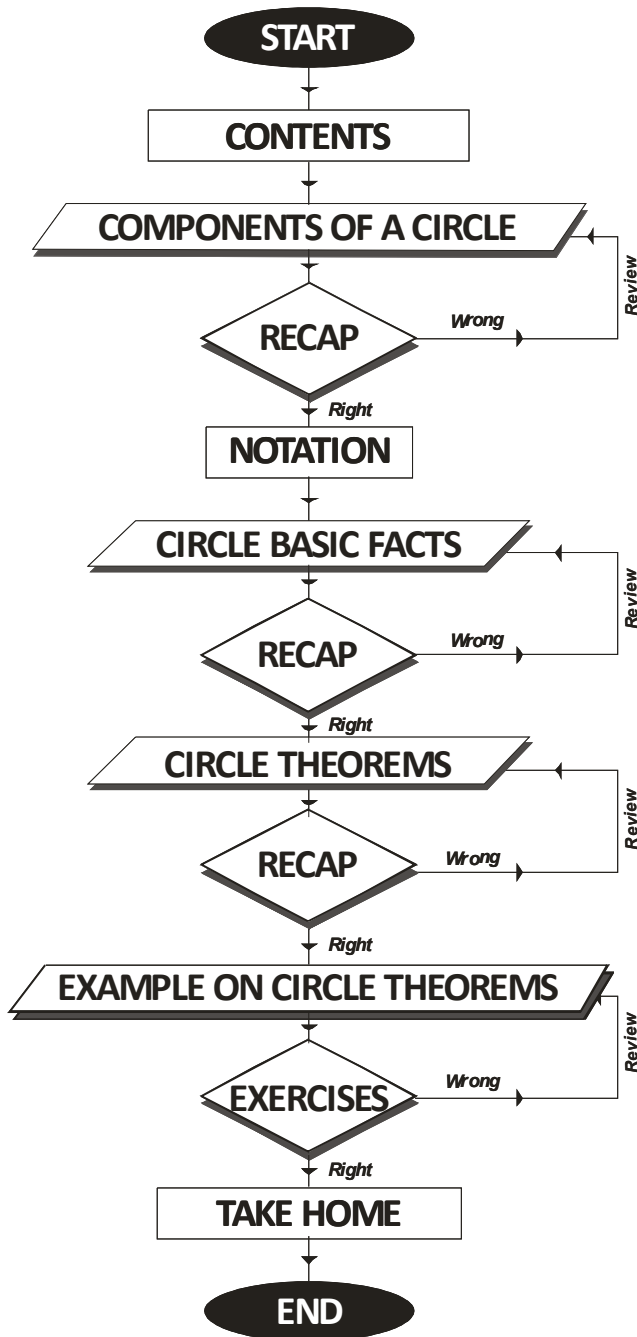 START
CONTENTS
COMPONENTS OF A CIRCLE
Review
RECAP
Wrong
Right
NOTATION
CIRCLE BASIC FACTS
Review
RECAP
Wrong
Right
CIRCLE THEOREMS
Review
RECAP
Wrong
Right
EXAMPLE ON CIRCLE THEOREMS
Review
EXERCISES
Wrong
Right
TAKE HOME
END